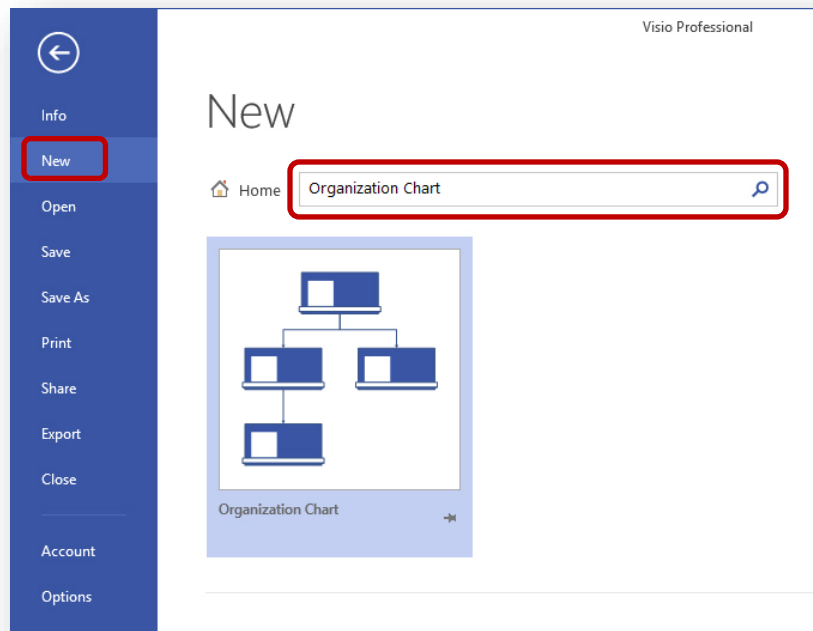 Visio Professional
Info
New
Open
Save
Save As
Print
Share
Export
Close
Account
Options
New
Home
Organization Chart
Organization Chart